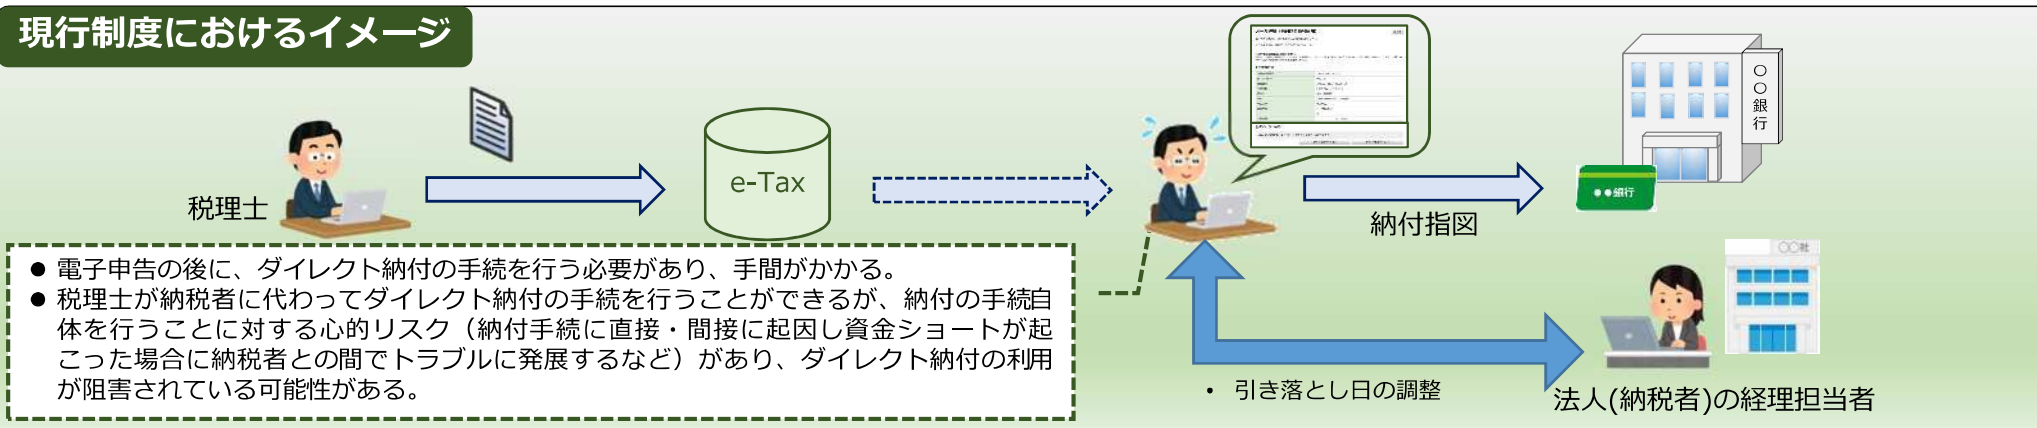 現行制度におけるイメージ
〇〇銀行
e-Tax
●●銀行
税理士
納付指図
〇〇社
● 電子申告の後に、ダイレクト納付の手続を行う必要があり、手間がかかる。
● 税理士が納税者に代わってダイレクト納付の手続を行うことができるが、納付の手続自
体を行うことに対する心的リスク（納付手続に直接・間接に起因し資金ショートが起
こった場合に納税者との間でトラブルに発展するなど）があり、ダイレクト納付の利用
が阻害されている可能性がある。
• 引き落とし日の調整
法人(納税者)の経理担当者